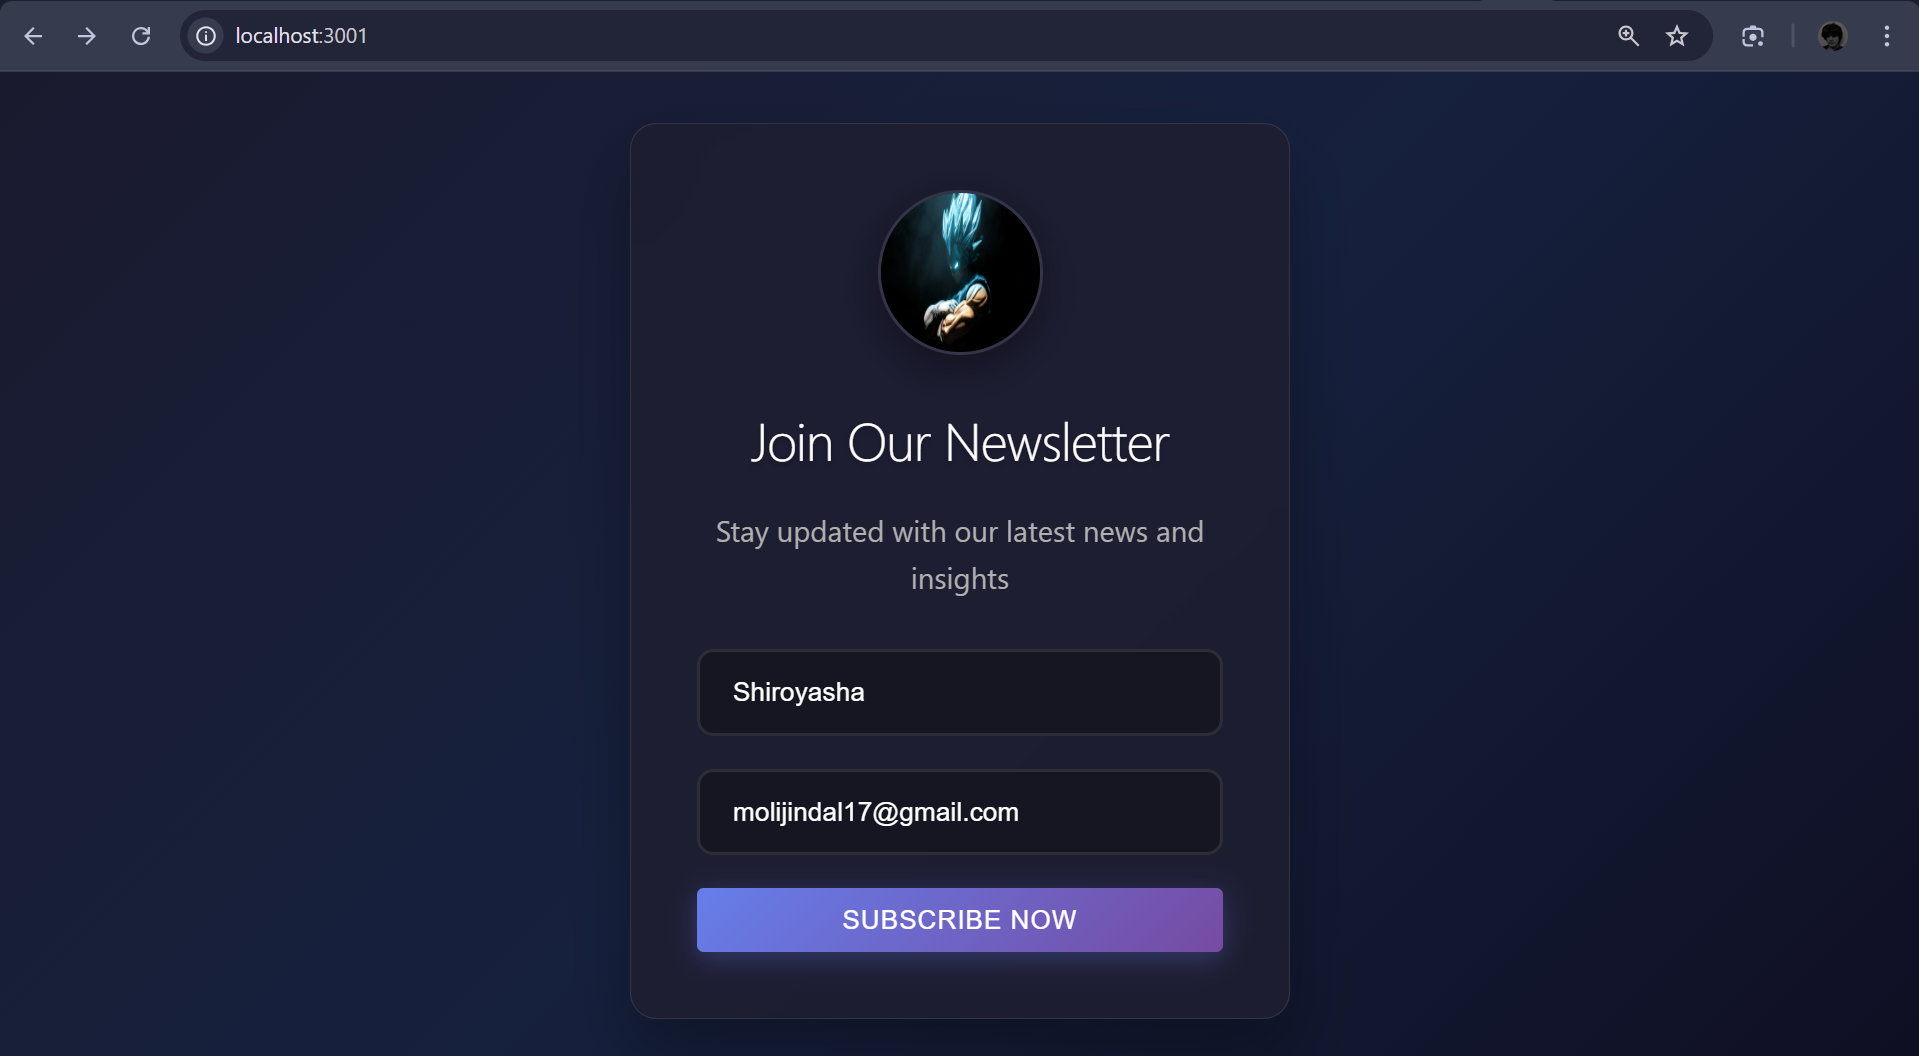 localhost:3001
Join Our Newsletter
Stay updated with our latest news and
insights
Shiroyasha
molijindal17@gmail.com
SUBSCRIBE NOW